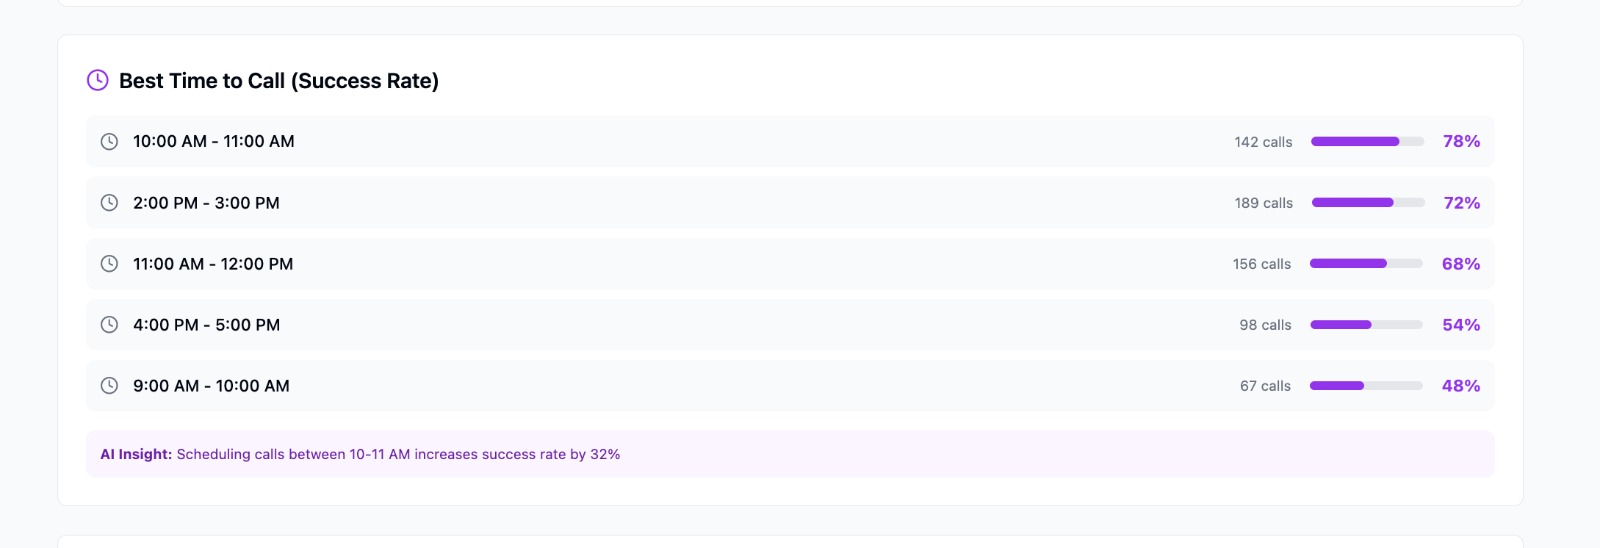 Best Time to Call (Success Rate)
10:00 AM - 11:00 AM 142 calls 78%
2:00 PM - 3:00 PM 189 calls 72%
11:00 AM - 12:00 PM 156 calls 68%
4:00 PM - 5:00 PM 98 calls 54%
9:00 AM - 10:00 AM 67 calls 48%
AI Insight: Scheduling calls between 10-11 AM increases success rate by 32%